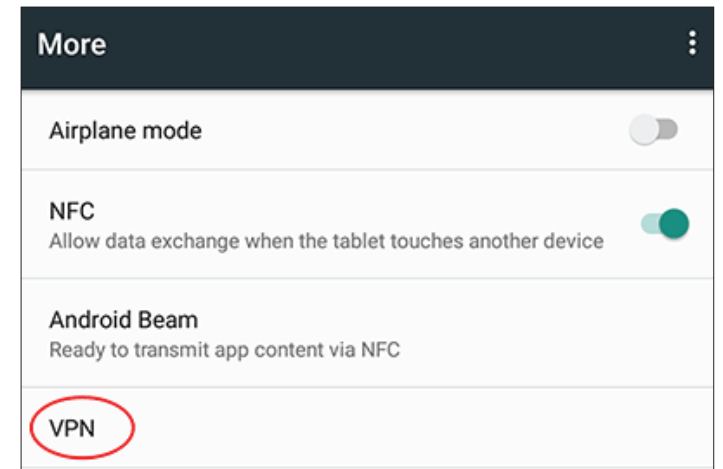 More
Airplane mode
NFC
Allow data exchange when the tablet touches another device
Android Beam
Ready to transmit app content via NFC
VPN